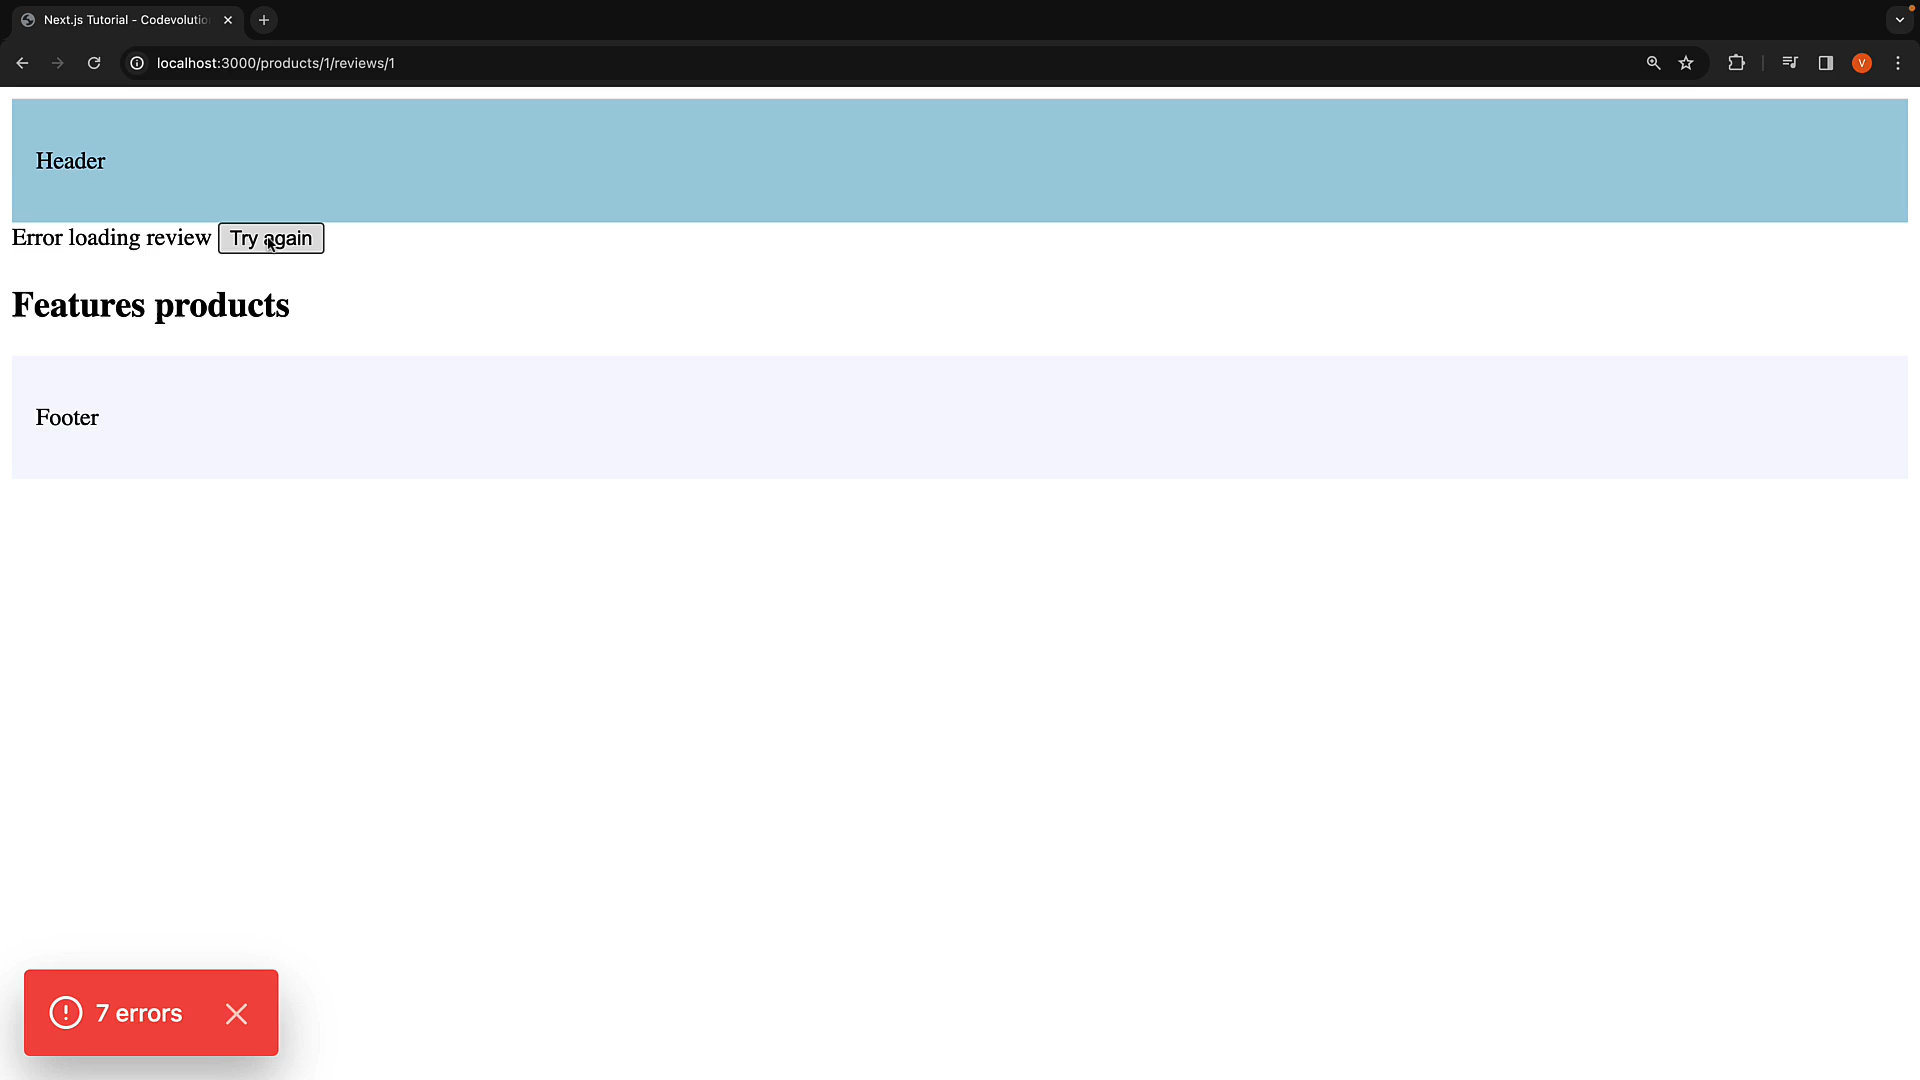 Next.js Tutorial - Codevolutio
localhost:3000/products/1/reviews/1
V
Header
Error loading review Try again
Features products
Footer
7 errors